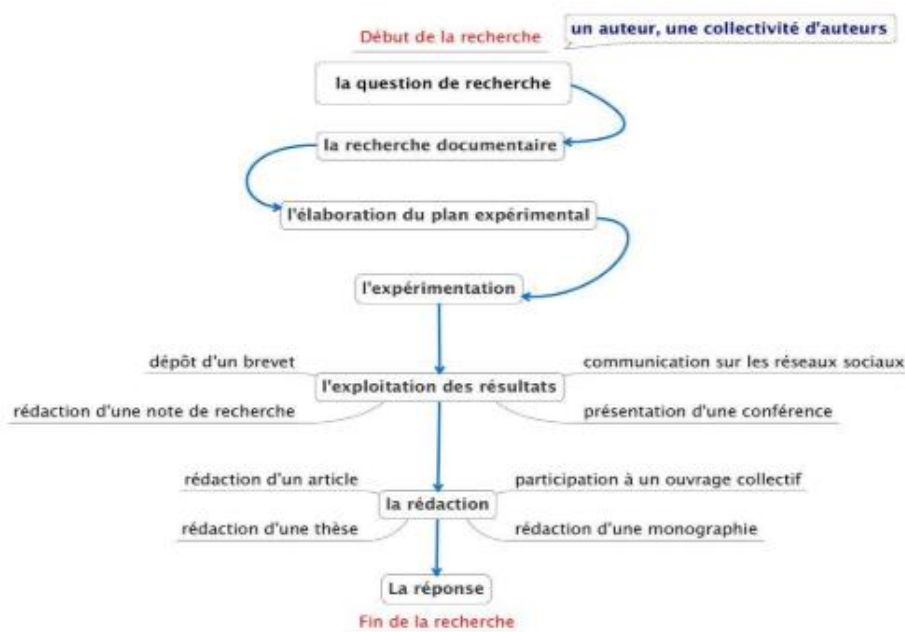 Début de la recherche
un auteur, une collectivité d'auteurs
la question de recherche
la recherche documentaire
l'élaboration du plan expérimental
l'expérimentation
dépôt d'un brevet
communication sur les réseaux sociaux
l'exploitation des résultats
rédaction d'une note de recherche
présentation d'une conférence
rédaction d'un article
participation à un ouvrage collectif
la rédaction
rédaction d'une thèse
rédaction d'une monographie
La réponse
Fin de la recherche